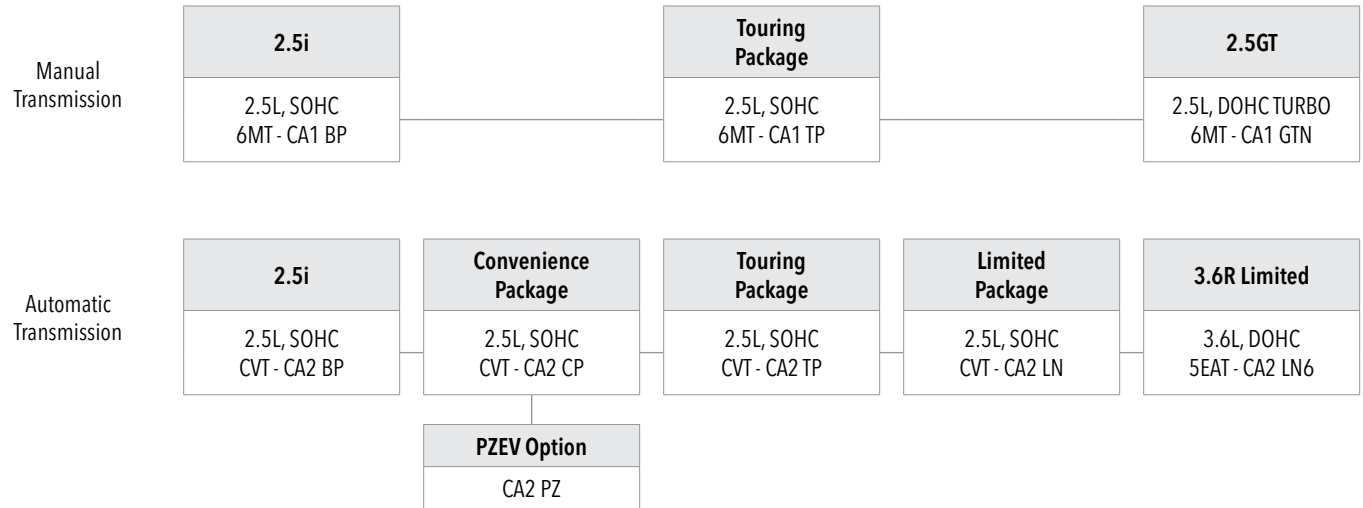 Manual
Transmission
2.5i
2.5L, SOHC
6MT - CA1 BP
Touring
Package
2.5L, SOHC
6MT - CA1 TP
2.5GT
2.5L, DOHC TURBO
6MT - CA1 GTN
Automatic
Transmission
2.5i
2.5L, SOHC
CVT - CA2 BP
Convenience
Package
2.5L, SOHC
CVT - CA2 CP
PZEV Option
CA2 PZ
Touring
Package
2.5L, SOHC
CVT - CA2 TP
Limited
Package
2.5L, SOHC
CVT - CA2 LN
3.6R Limited
3.6L, DOHC
5EAT - CA2 LN6